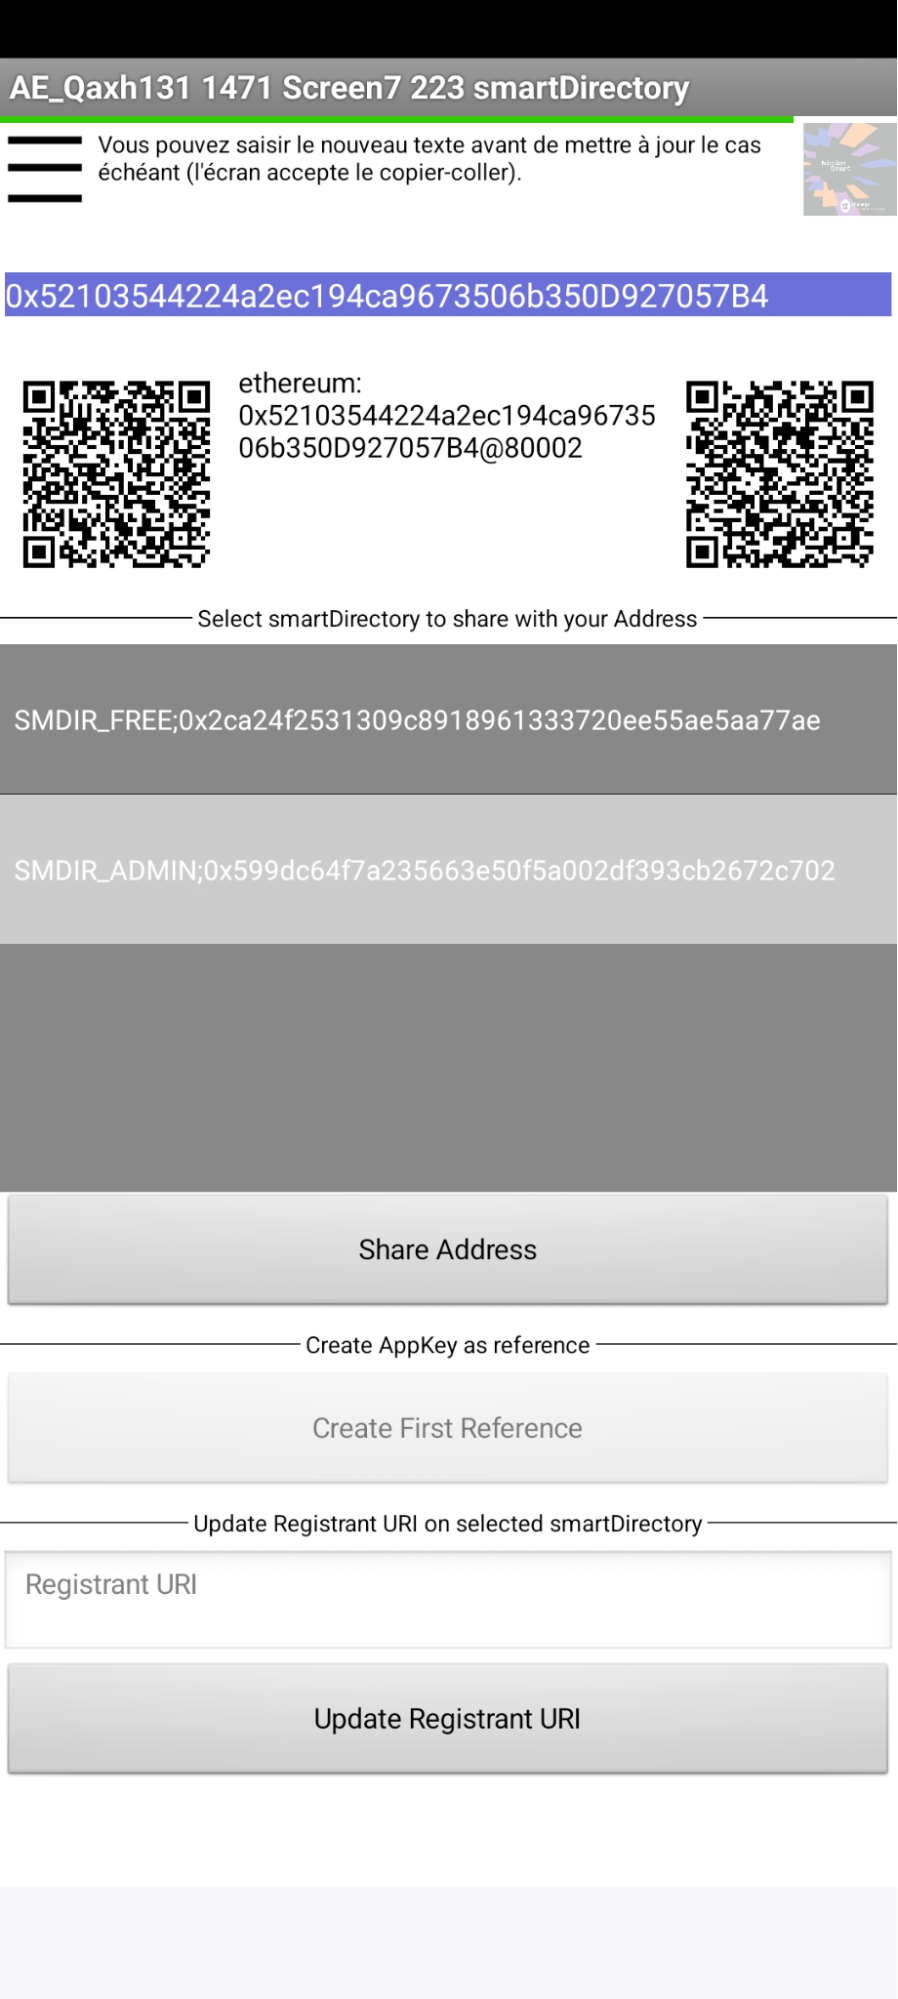 AE_Qaxh131 1471 Screen7 223 smartDirectory
Vous pouvez saisir le nouveau texte avant de mettre à jour le cas
échéant (l'écran accepte le copier-coller).
0x52103544224a2ec194ca9673506b350D927057B4
ethereum:
0x52103544224a2ec194ca96735
06b350D927057B4@80002
Select smartDirectory to share with your Address
SMDIR_FREE;0x2ca24f2531309c8918961333720ee55ae5aa77ae
SMDIR_ADMIN;0x599dc64f7a235663e50f5a002df393cb2672c702
Share Address
Create AppKey as reference
Create First Reference
Update Registrant URI on selected smartDirectory
Registrant URI
Update Registrant URI